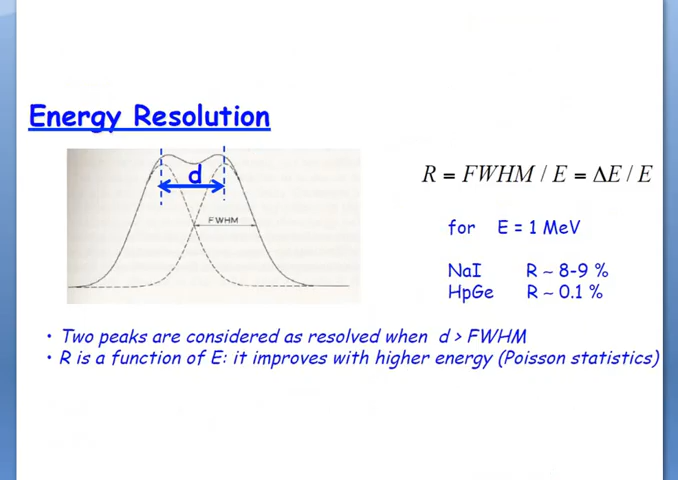 Energy Resolution
d
FWHM
R = FWHM / E = ΔE / E
for E = 1 MeV
NaI R ~ 8-9 %
HpGe R ~ 0.1 %
• Two peaks are considered as resolved when d > FWHM
• R is a function of E: it improves with higher energy (Poisson statistics)